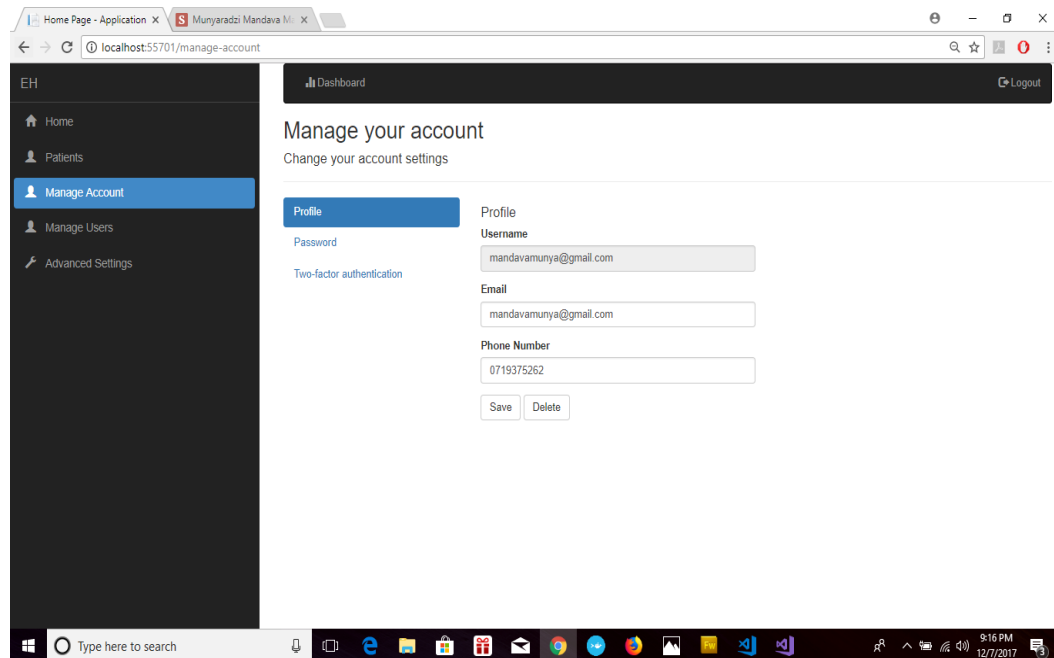 Home Page - Application
Munyaradzi Mandava M
localhost:55701/manage-account
EH
Dashboard
Logout
Home
Patients
Manage Account
Manage Users
Advanced Settings
Manage your account
Change your account settings
Profile
Password
Two-factor authentication
Profile
Username
mandavamunya@gmail.com
Email
mandavamunya@gmail.com
Phone Number
0719375262
Save
Delete
Type here to search
Fw
9:16 PM
12/7/2017
3